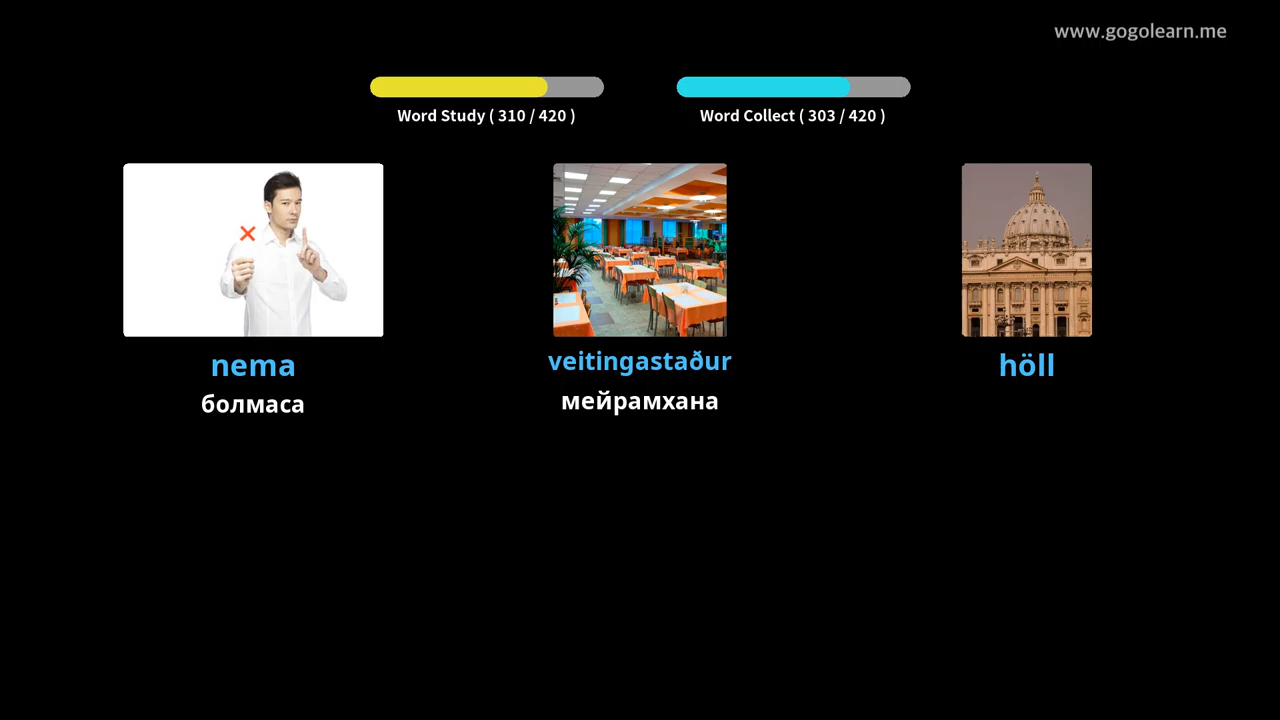 www.gogolearn.me
Word Study ( 310 / 420 )
Word Collect ( 303 / 420 )
nema
болмаса
veitingastaður
мейрамхана
höll